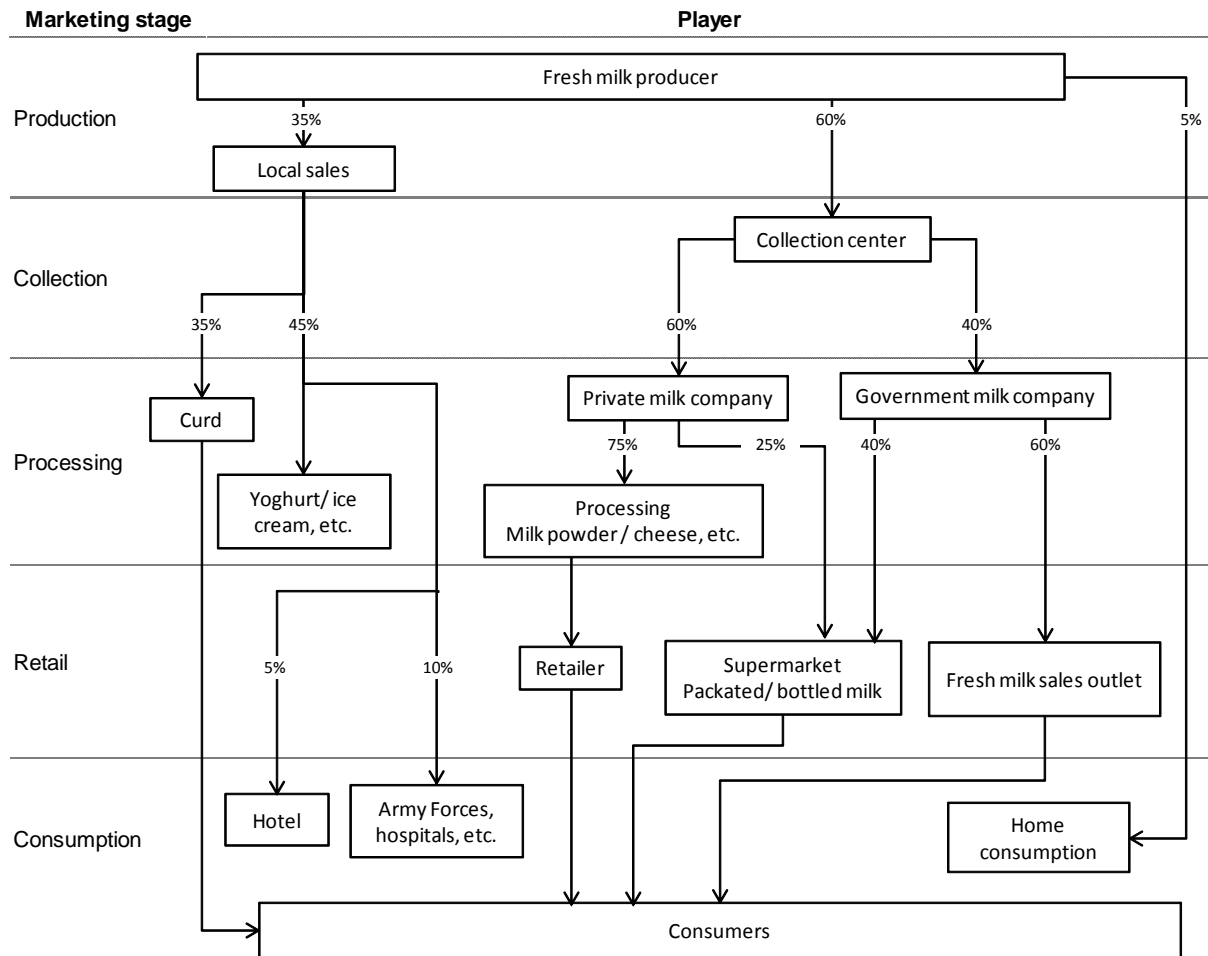 Marketing stage
Player
Fresh milk producer
Production
35%
60%
5%
Local sales
Collection center
Collection
35%
45%
60%
40%
Private milk company
Government milk company
Curd
75%
25%
40%
60%
Processing
Yoghurt/ ice
cream, etc.
Processing
Milk powder / cheese, etc.
Retail
5%
10%
Retailer
Supermarket
Packated/ bottled milk
Fresh milk sales outlet
Consumption
Hotel
Army Forces,
hospitals, etc.
Home
consumption
Consumers